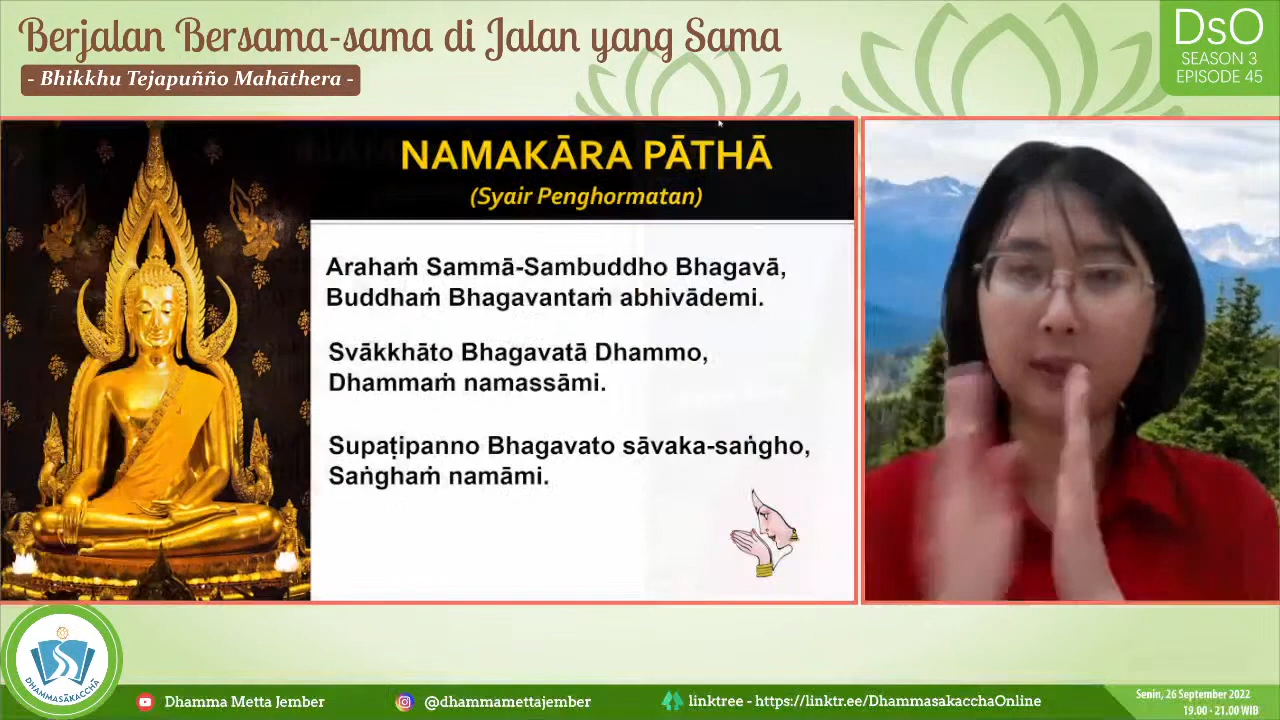 Berjalan Bersama-sama di Jalan yang Sama
- Bhikkhu Tejapuñño Mahāthera -
DsO
SEASON 3
EPISODE 45
NAMAKĀRA PĀTHĀ
(Syair Penghormatan)
Arahaṁ Sammā-Sambuddho Bhagavā,
Buddhaṁ Bhagavantaṁ abhivādemi.
Svākkhāto Bhagavatā Dhammo,
Dhammaṁ namassāmi.
Supaṭipanno Bhagavato sāvaka-saṅgho,
Saṅghaṁ namāmi.
DHAMMASĀKACCHĀ
Dhamma Metta Jember
@dhammamettajember
linktree - https://linktr.ee/DhammasakacchaOnline
Senin, 26 September 2022
19.00 - 21.00 WIB